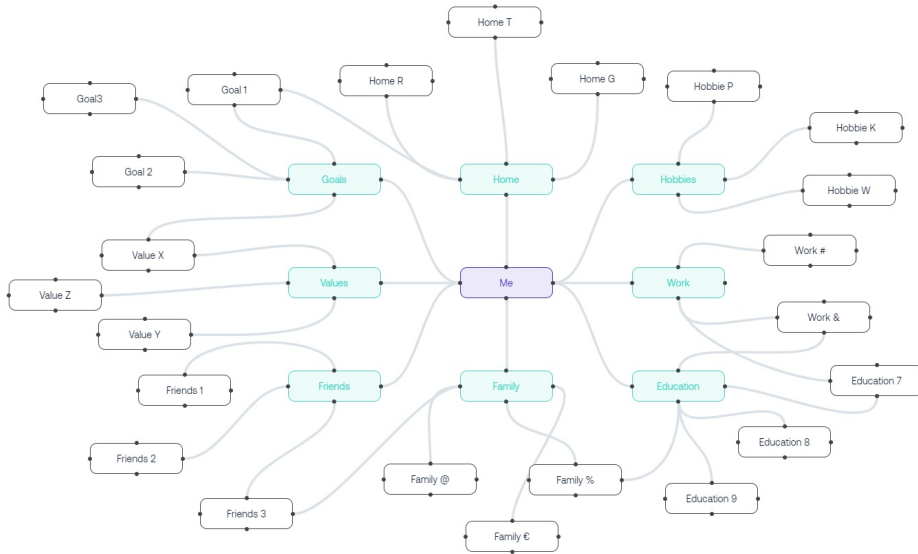 Home T
Home G
Home R
Hobbie P
Goal 1
Goal3
Hobbie K
Goal 2
Goals
Home
Hobbies
Hobbie W
Value X
Work #
Value Z
Values
Me
Work
Value Y
Work &
Friends 1
Friends
Family
Education
Education 7
Friends 2
Education 8
Family @
Family %
Education 9
Friends 3
Family €